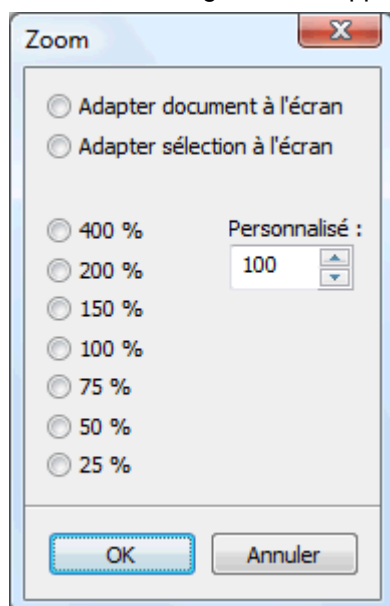 Zoom
Adapter document à l'écran
Adapter sélection à l'écran
400 %
Personnalisé :
200 %
100
150 %
100 %
75 %
50 %
25 %
OK
Annuler